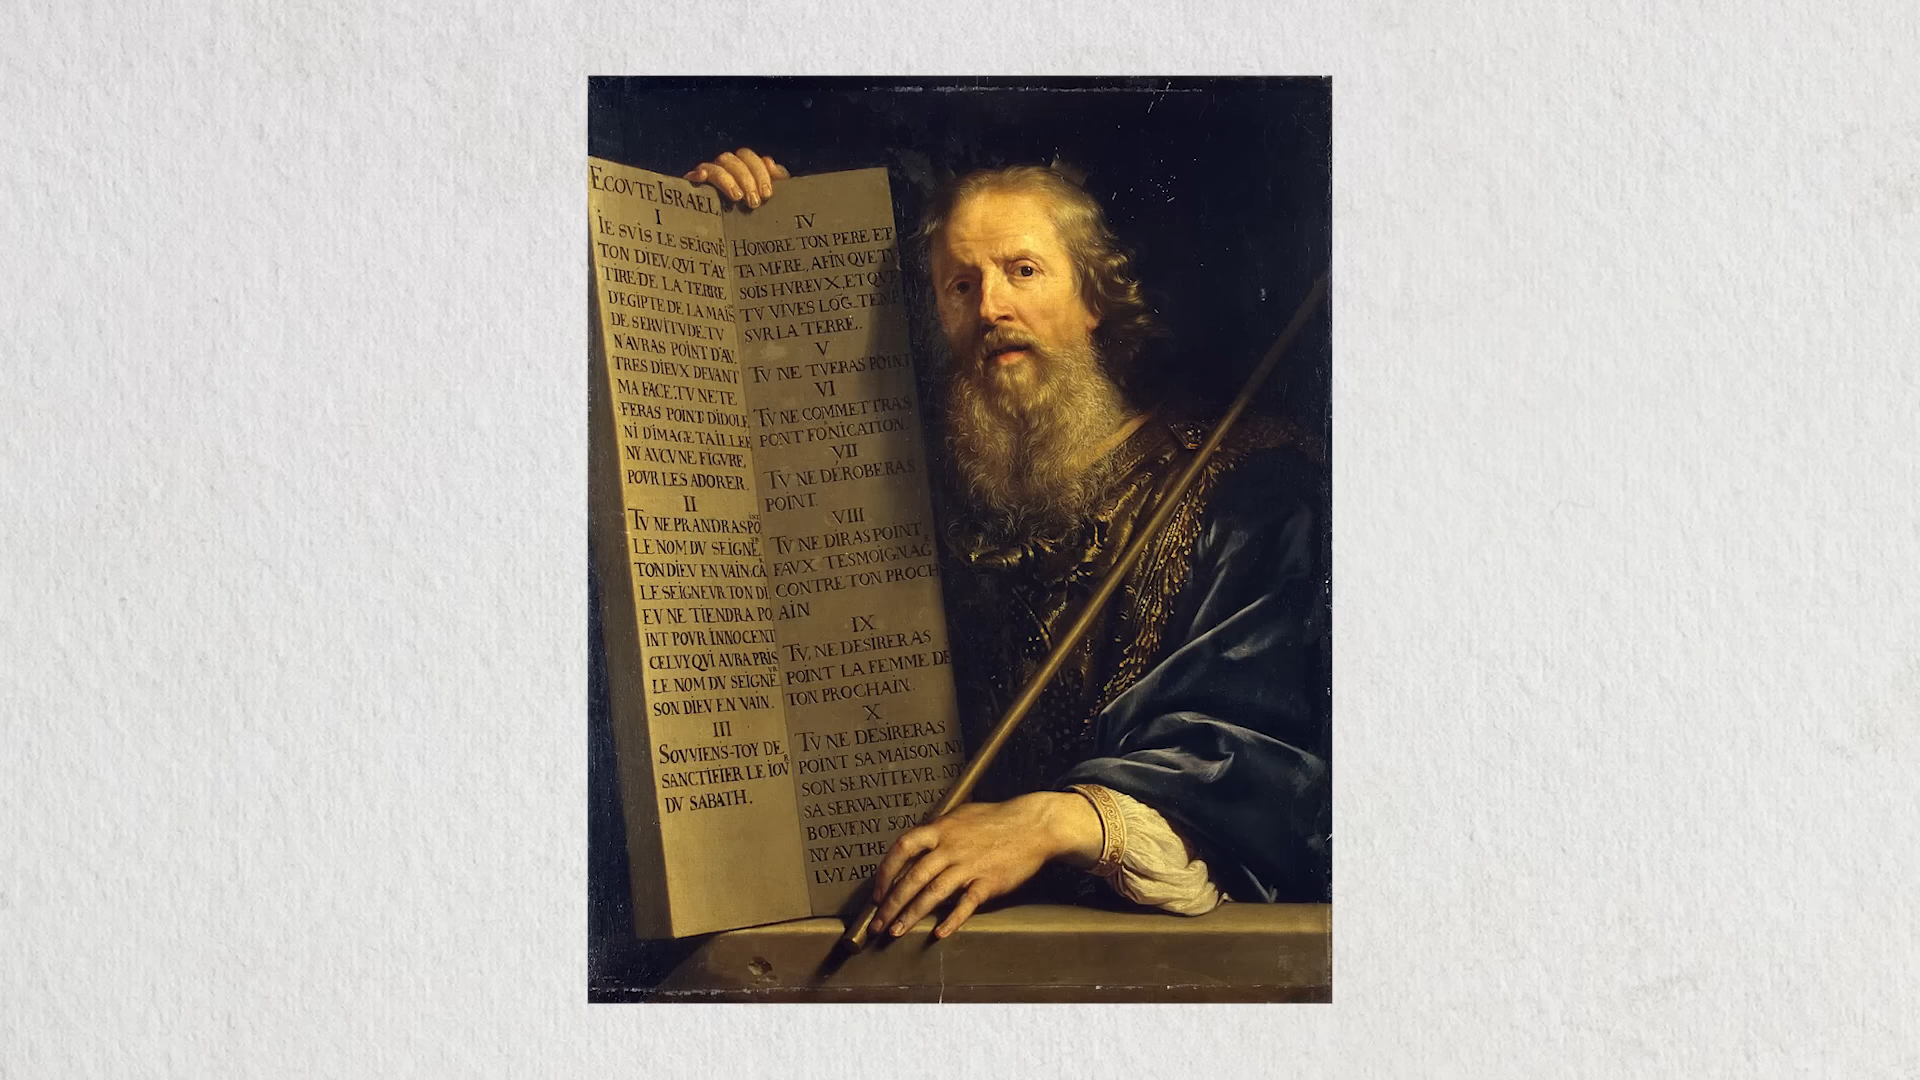 ECOVTE ISRAEL.
I
IE SVIS LE SEIGNE
TON DIEV, QVI T'AY
TIRE DE LA TERRE
D'EGIPTE DE LA MAIS
DE SERVITVDE. TV
N'AVRAS POINT D'AV
TRES DIEVX DEVANT
MA FACE. TV NE TE
FERAS POINT D'IDOLE
NI D'IMAGE TAILLEE
NY AVCVNE FIGVRE
POVR LES ADORER.
II
TV NE PRANDRAS PO
LE NOM DV SEIGNE
TON DIEV EN VAIN. CA
LE SEIGNEVR TON DI
EV NE TIENDRA PO
INT POVR INNOCENT
CELVY QVI AVRA PRIS
LE NOM DV SEIGNE
SON DIEV EN VAIN.
III
SOVVIENS-TOY DE
SANCTIFIER LE IOV
DV SABATH.
IV
HONORE TON PERE ET
TA MERE, AFIN QVE TV
SOIS HVREVX, ET QVE
TV VIVES LOG TEMP
SVR LA TERRE.
V
TV NE TVERAS POINT
VI
TV NE COMMETTRAS
POINT FONICATION.
VII
TV NE DEROBERAS
POINT.
VIII
TV NE DIRAS POINT
FAVX TESMOIGNAG
CONTRE TON PROCH
AIN
IX
TV, NE DESIRERAS
POINT LA FEMME DE
TON PROCHAIN.
X
TV NE DESIRERAS
POINT SA MAISON. NY
SON SERVITEVR. NY
SA SERVANTE, NY S
BOEVF, NY SON
NY AVTRE
LVY APP